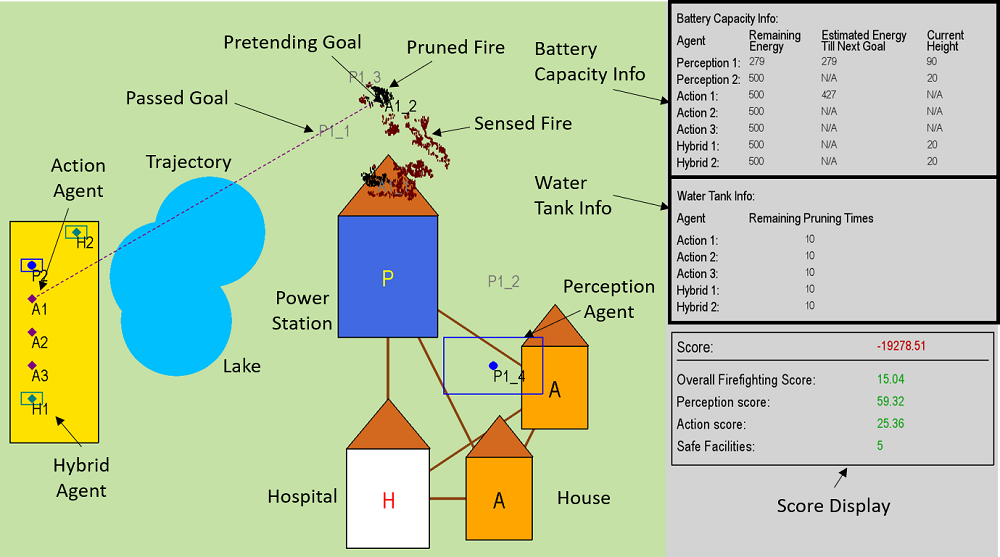 Pretending Goal
Pruned Fire
P1_3
A1_2
Passed Goal
P1_1
Sensed Fire
Battery
Capacity Info
Action
Agent
Trajectory
Water
Tank Info
H2
P2
A1
A2
A3
H1
P
P1_2
Power
Station
Perception
Agent
P1_4
A
Lake
Hybrid
Agent
Hospital
H
A
House
Battery Capacity Info:
Agent Remaining Energy Estimated Energy Till Next Goal Current Height
Perception 1: 279 279 90
Perception 2: 500 N/A 20
Action 1: 500 427 N/A
Action 2: 500 N/A N/A
Action 3: 500 N/A N/A
Hybrid 1: 500 N/A 20
Hybrid 2: 500 N/A 20
Water Tank Info:
Agent Remaining Pruning Times
Action 1: 10
Action 2: 10
Action 3: 10
Hybrid 1: 10
Hybrid 2: 10
Score: -19278.51
Overall Firefighting Score: 15.04
Perception score: 59.32
Action score: 25.36
Safe Facilities: 5
Score Display